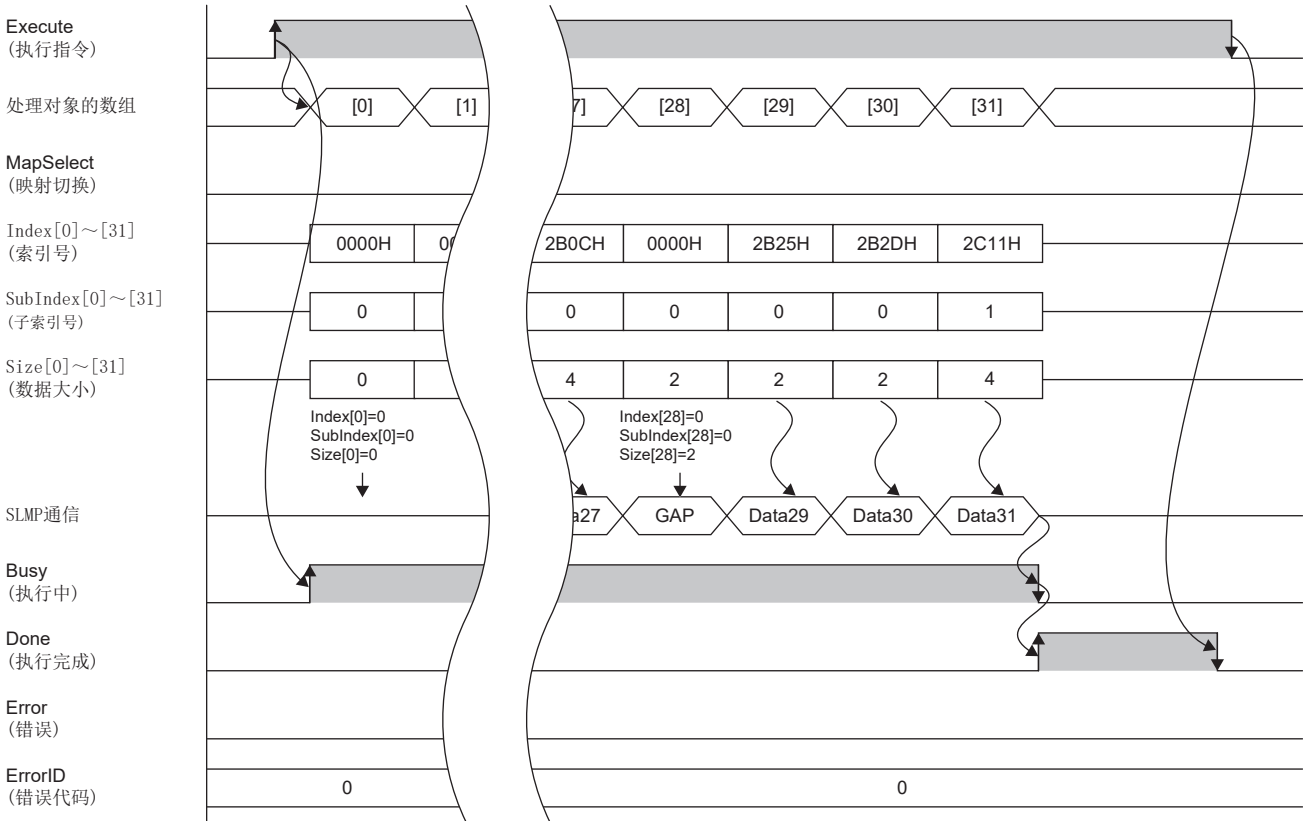 Execute
(执行指令)
处理对象的数组
[0] [1] 7] [28] [29] [30] [31]
MapSelect
(映射切换)
Index[0]～[31]
(索引号)
0000H 00 2B0CH 0000H 2B25H 2B2DH 2C11H
SubIndex[0]～[31]
(子索引号)
0 0 0 0 0 1
Size[0]～[31]
(数据大小)
0 4 2 2 2 4
Index[0]=0
SubIndex[0]=0
Size[0]=0
Index[28]=0
SubIndex[28]=0
Size[28]=2
SLMP通信
a27 GAP Data29 Data30 Data31
Busy
(执行中)
Done
(执行完成)
Error
(错误)
ErrorID
(错误代码)
0 0